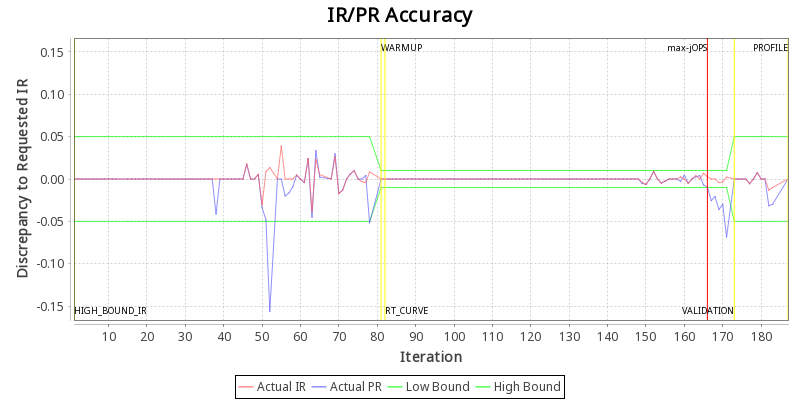 IR/PR Accuracy
Discrepancy to Requested IR
0.15
0.10
0.05
0.00
-0.05
-0.10
-0.15
WARMUP
max-jOPS
PROFILE
HIGH_BOUND_IR
RT_CURVE
VALIDATION
10 20 30 40 50 60 70 80 90 100 110 120 130 140 150 160 170 180
Iteration
Actual IR Actual PR Low Bound High Bound